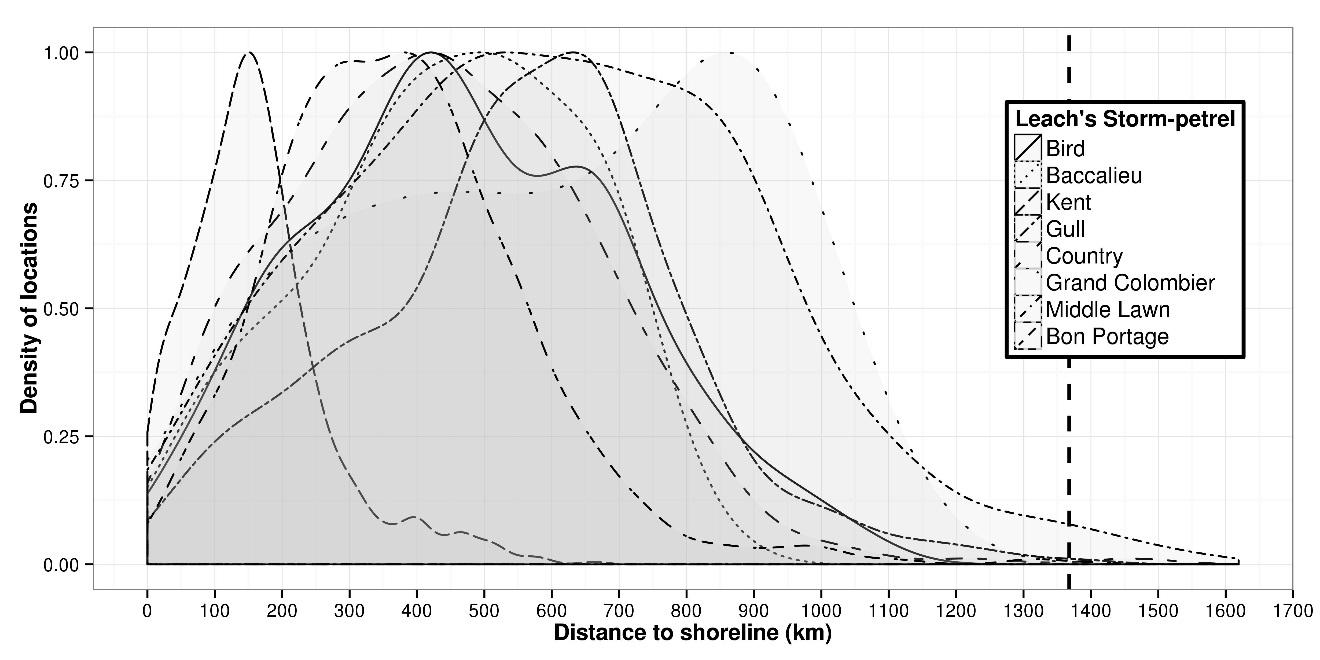 1.00
0.75
0.50
0.25
0.00
Density of locations
Leach's Storm-petrel
Bird
Baccalieu
Kent
Gull
Country
Grand Colombier
Middle Lawn
Bon Portage
0 100 200 300 400 500 600 700 800 900 1000 1100 1200 1300 1400 1500 1600 1700
Distance to shoreline (km)